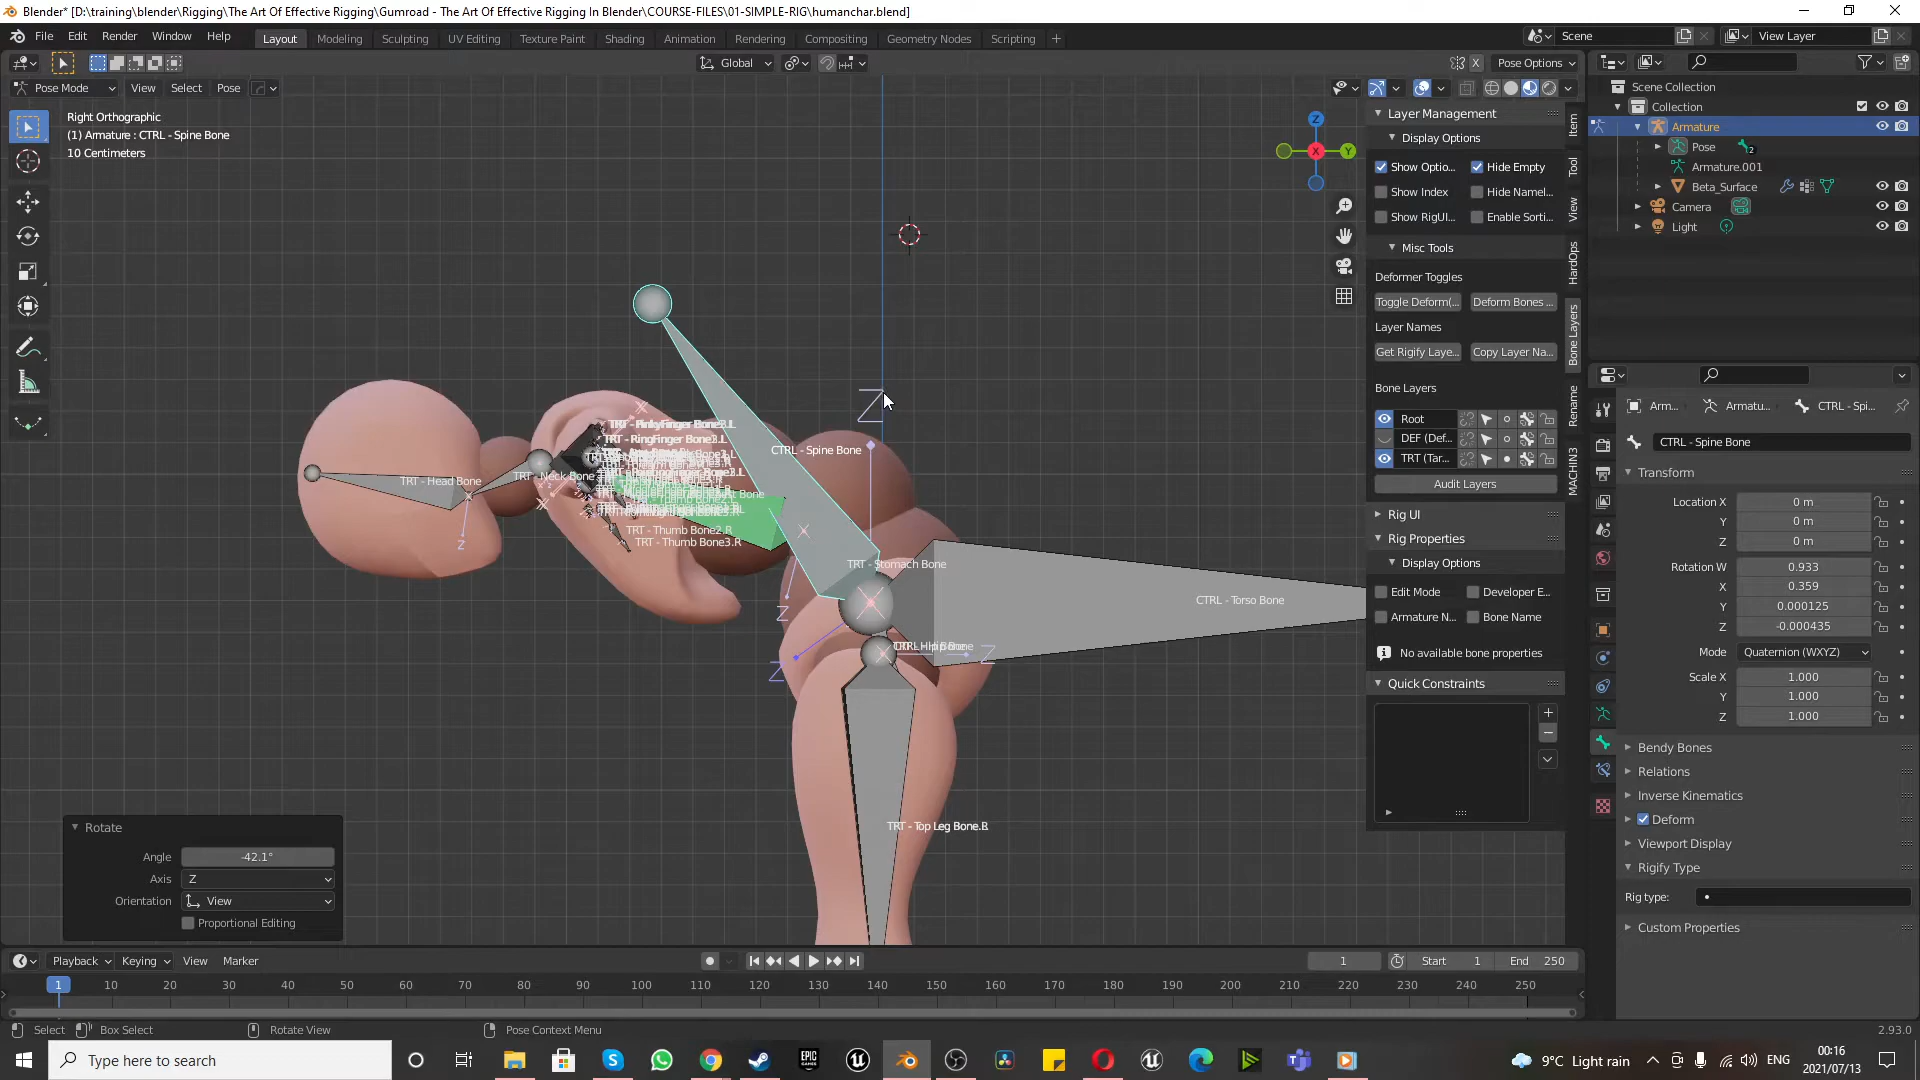 Blender* [D:\training\blender\Rigging\The Art Of Effective Rigging\Gumroad - The Art Of Effective Rigging In Blender\COURSE-FILES\01-SIMPLE-RIG\humanchar.blend]
File Edit Render Window Help
Layout Modeling Sculpting UV Editing Texture Paint Shading Animation Rendering Compositing Geometry Nodes Scripting +
Scene View Layer
Global X Pose Options
Pose Mode View Select Pose
Right Orthographic
(1) Armature : CTRL - Spine Bone
10 Centimeters
Z X Y
TRT - Head Bone
TRT - Neck Bone
TRT - RingFinger Bone3.L
CTRL - Spine Bone
TRT - Thumb Bone2.R
TRT - Thumb Bone3.R
TRT - Stomach Bone
CTRL - Torso Bone
Z
Layer Management
Display Options
Show Optio... Hide Empty
Show Index Hide Namel...
Show RigUI... Enable Sorti...
Misc Tools
Deformer Toggles
Toggle Deform(... Deform Bones ...
Layer Names
Get Rigify Laye... Copy Layer Na...
Bone Layers
Root
DEF (Def...
TRT (Tar...
Audit Layers
Rig UI
Rig Properties
Display Options
Edit Mode Developer E...
Armature N... Bone Name
No available bone properties
Quick Constraints
Item
Tool
View
HardOps
Bone Layers
Rename
MACHIN3
Scene Collection
Collection
Armature
Pose 2
Armature.001
Beta_Surface
Camera
Light
Arm... Armatu... CTRL - Spi...
CTRL - Spine Bone
Transform
Location X 0 m
Y 0 m
Z 0 m
Rotation W 0.933
X 0.359
Y 0.000125
Z -0.000435
Mode Quaternion (WXYZ)
Scale X 1.000
Y 1.000
Z 1.000
Bendy Bones
Relations
Inverse Kinematics
Deform
Viewport Display
Rigify Type
Rig type:
Custom Properties
Rotate
Angle -42.1°
Axis Z
Orientation View
Proportional Editing
Playback Keying View Marker
1 Start 1 End 250
1 10 20 30 40 50 60 70 80 90 100 110 120 130 140 150 160 170 180 190 200 210 220 230 240 250
Select Box Select Rotate View Pose Context Menu 2.93.0
Type here to search
9°C Light rain ENG
00:16
2021/07/13